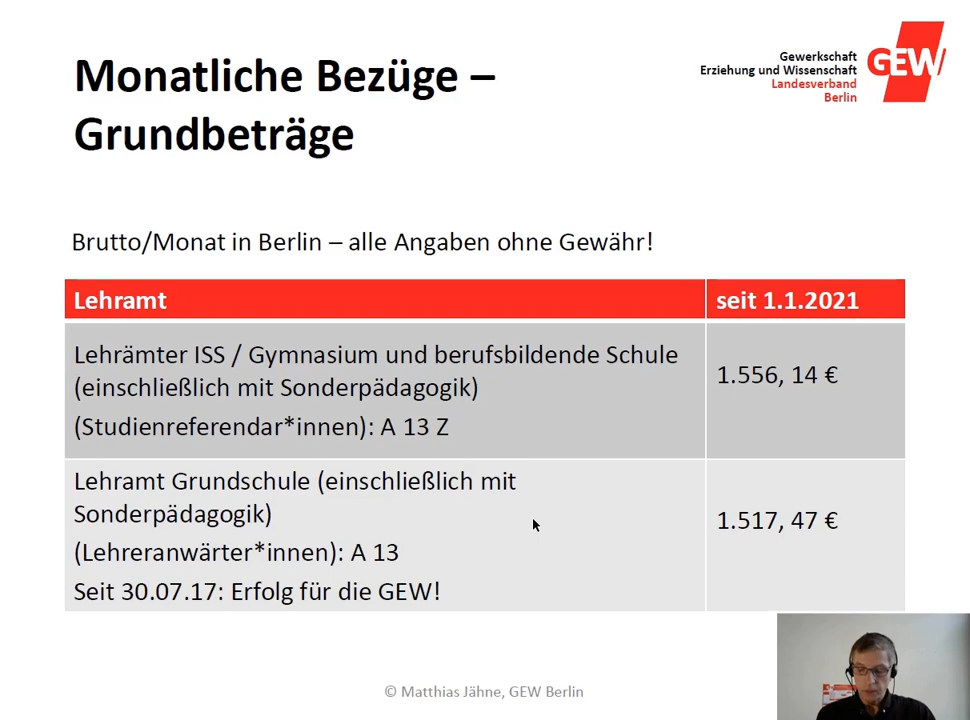 Monatliche Bezüge –
Grundbeträge
Gewerkschaft
Erziehung und Wissenschaft
Landesverband
Berlin
GEW
Brutto/Monat in Berlin – alle Angaben ohne Gewähr!
Lehramt
seit 1.1.2021
Lehrämter ISS / Gymnasium und berufsbildende Schule
(einschließlich mit Sonderpädagogik)
(Studienreferendar*innen): A 13 Z
1.556, 14 €
Lehramt Grundschule (einschließlich mit
Sonderpädagogik)
(Lehreranwärter*innen): A 13
Seit 30.07.17: Erfolg für die GEW!
1.517, 47 €
© Matthias Jähne, GEW Berlin